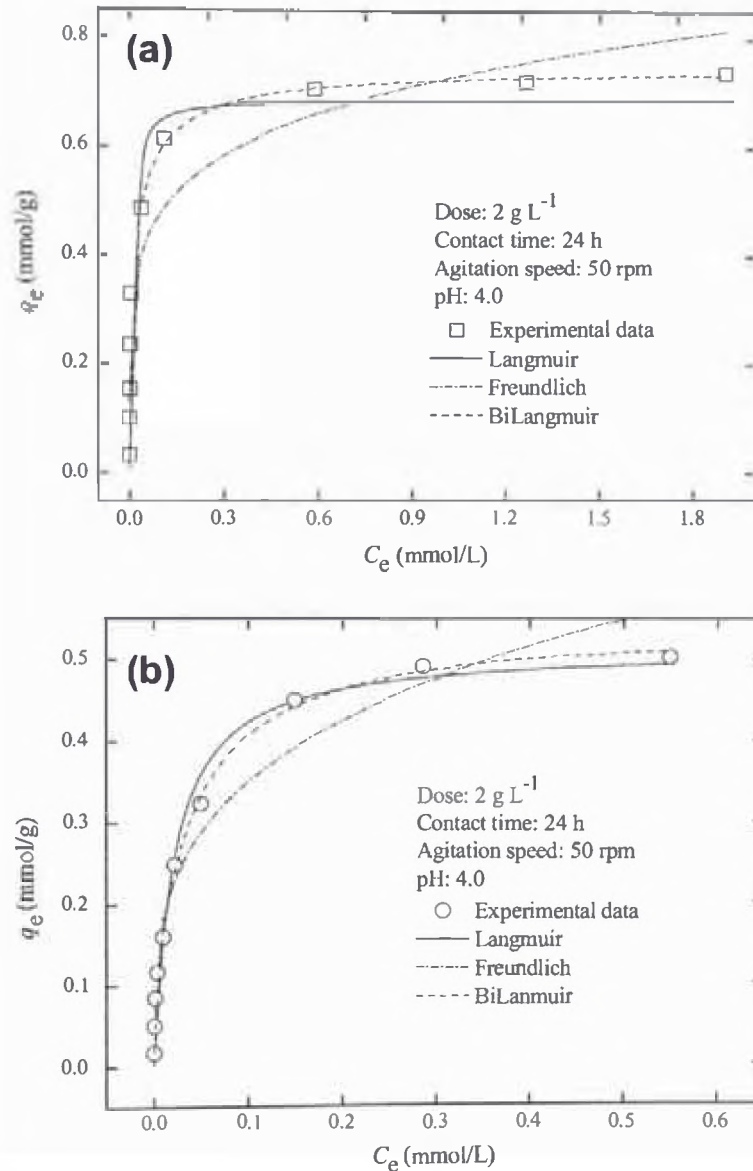 (a)
0.8
0.6
0.4
0.2
0.0
qe (mmol/g)
Dose: 2 g L⁻¹
Contact time: 24 h
Agitation speed: 50 rpm
pH: 4.0
Experimental data
Langmuir
Freundlich
BiLangmuir
0.0 0.3 0.6 0.9 1.2 1.5 1.8
Ce (mmol/L)
(b)
0.5
0.4
0.3
0.2
0.1
0.0
qe (mmol/g)
Dose: 2 g L⁻¹
Contact time: 24 h
Agitation speed: 50 rpm
pH: 4.0
Experimental data
Langmuir
Freundlich
BiLanmuir
0.0 0.1 0.2 0.3 0.4 0.5 0.6
Ce (mmol/L)